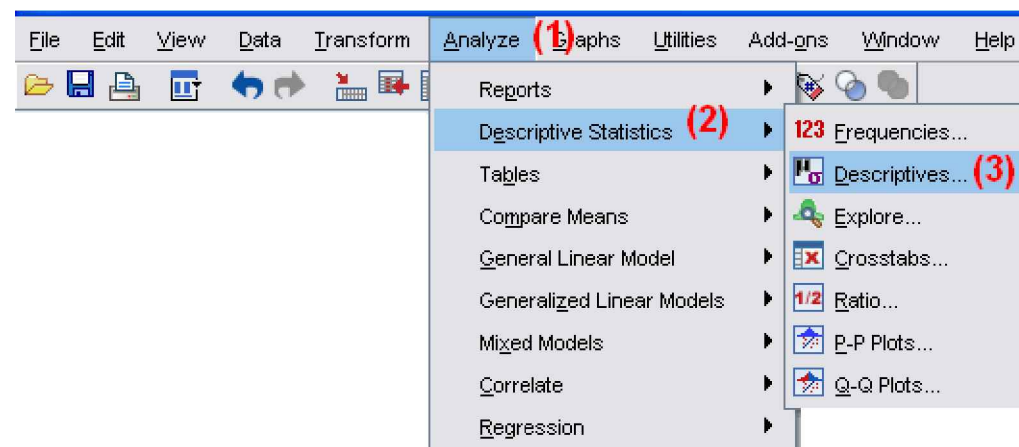 File Edit View Data Transform Analyze (1) Graphs Utilities Add-ons Window Help
Reports
Descriptive Statistics (2)
Tables
Compare Means
General Linear Model
Generalized Linear Models
Mixed Models
Correlate
Regression
123 Frequencies...
μσ Descriptives... (3)
Explore...
Crosstabs...
1/2 Ratio...
P-P Plots...
Q-Q Plots...